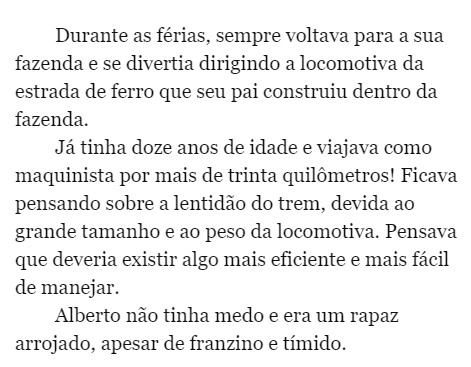 Durante as férias, sempre voltava para a sua
fazenda e se divertia dirigindo a locomotiva da
estrada de ferro que seu pai construiu dentro da
fazenda.
Já tinha doze anos de idade e viajava como
maquinista por mais de trinta quilômetros! Ficava
pensando sobre a lentidão do trem, devida ao
grande tamanho e ao peso da locomotiva. Pensava
que deveria existir algo mais eficiente e mais fácil
de manejar.
Alberto não tinha medo e era um rapaz
arrojado, apesar de franzino e tímido.